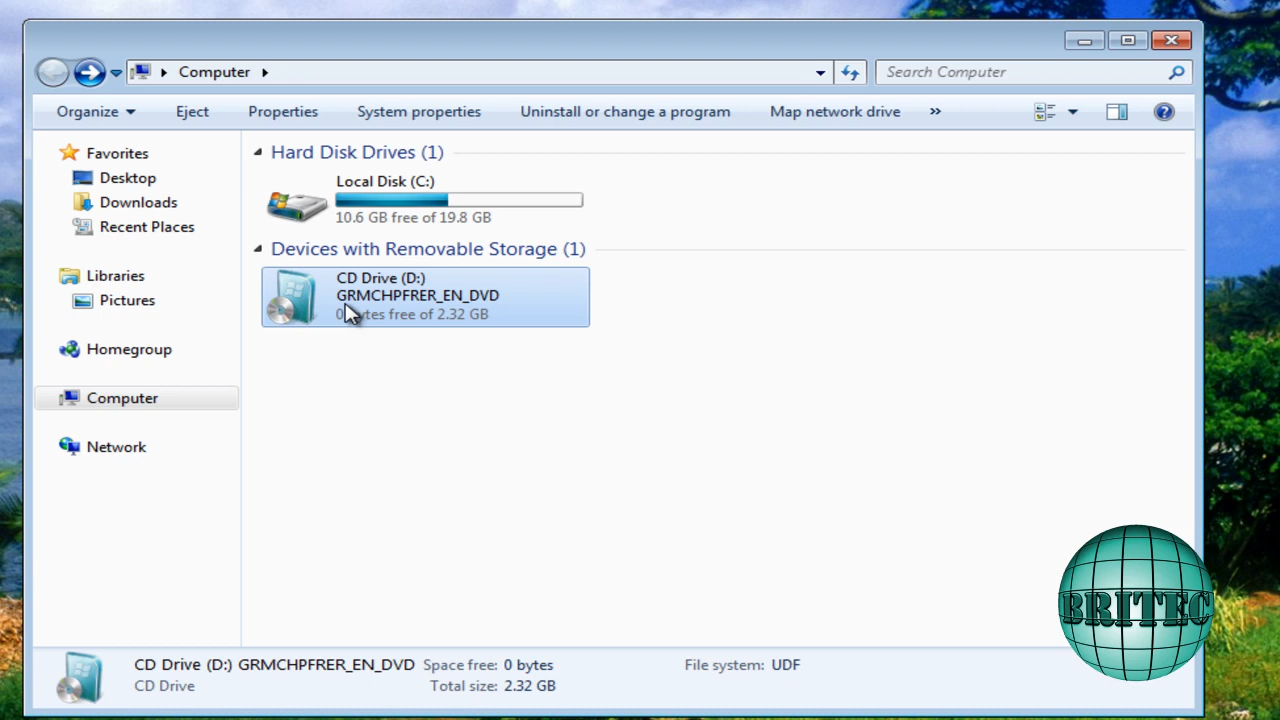 Computer
Search Computer
Organize Eject Properties System properties Uninstall or change a program Map network drive »
Favorites
Desktop
Downloads
Recent Places
Libraries
Pictures
Homegroup
Computer
Network
Hard Disk Drives (1)
Local Disk (C:)
10.6 GB free of 19.8 GB
Devices with Removable Storage (1)
CD Drive (D:)
GRMCHPFRER_EN_DVD
0 bytes free of 2.32 GB
CD Drive (D:) GRMCHPFRER_EN_DVD Space free: 0 bytes File system: UDF
CD Drive Total size: 2.32 GB
BRITEC